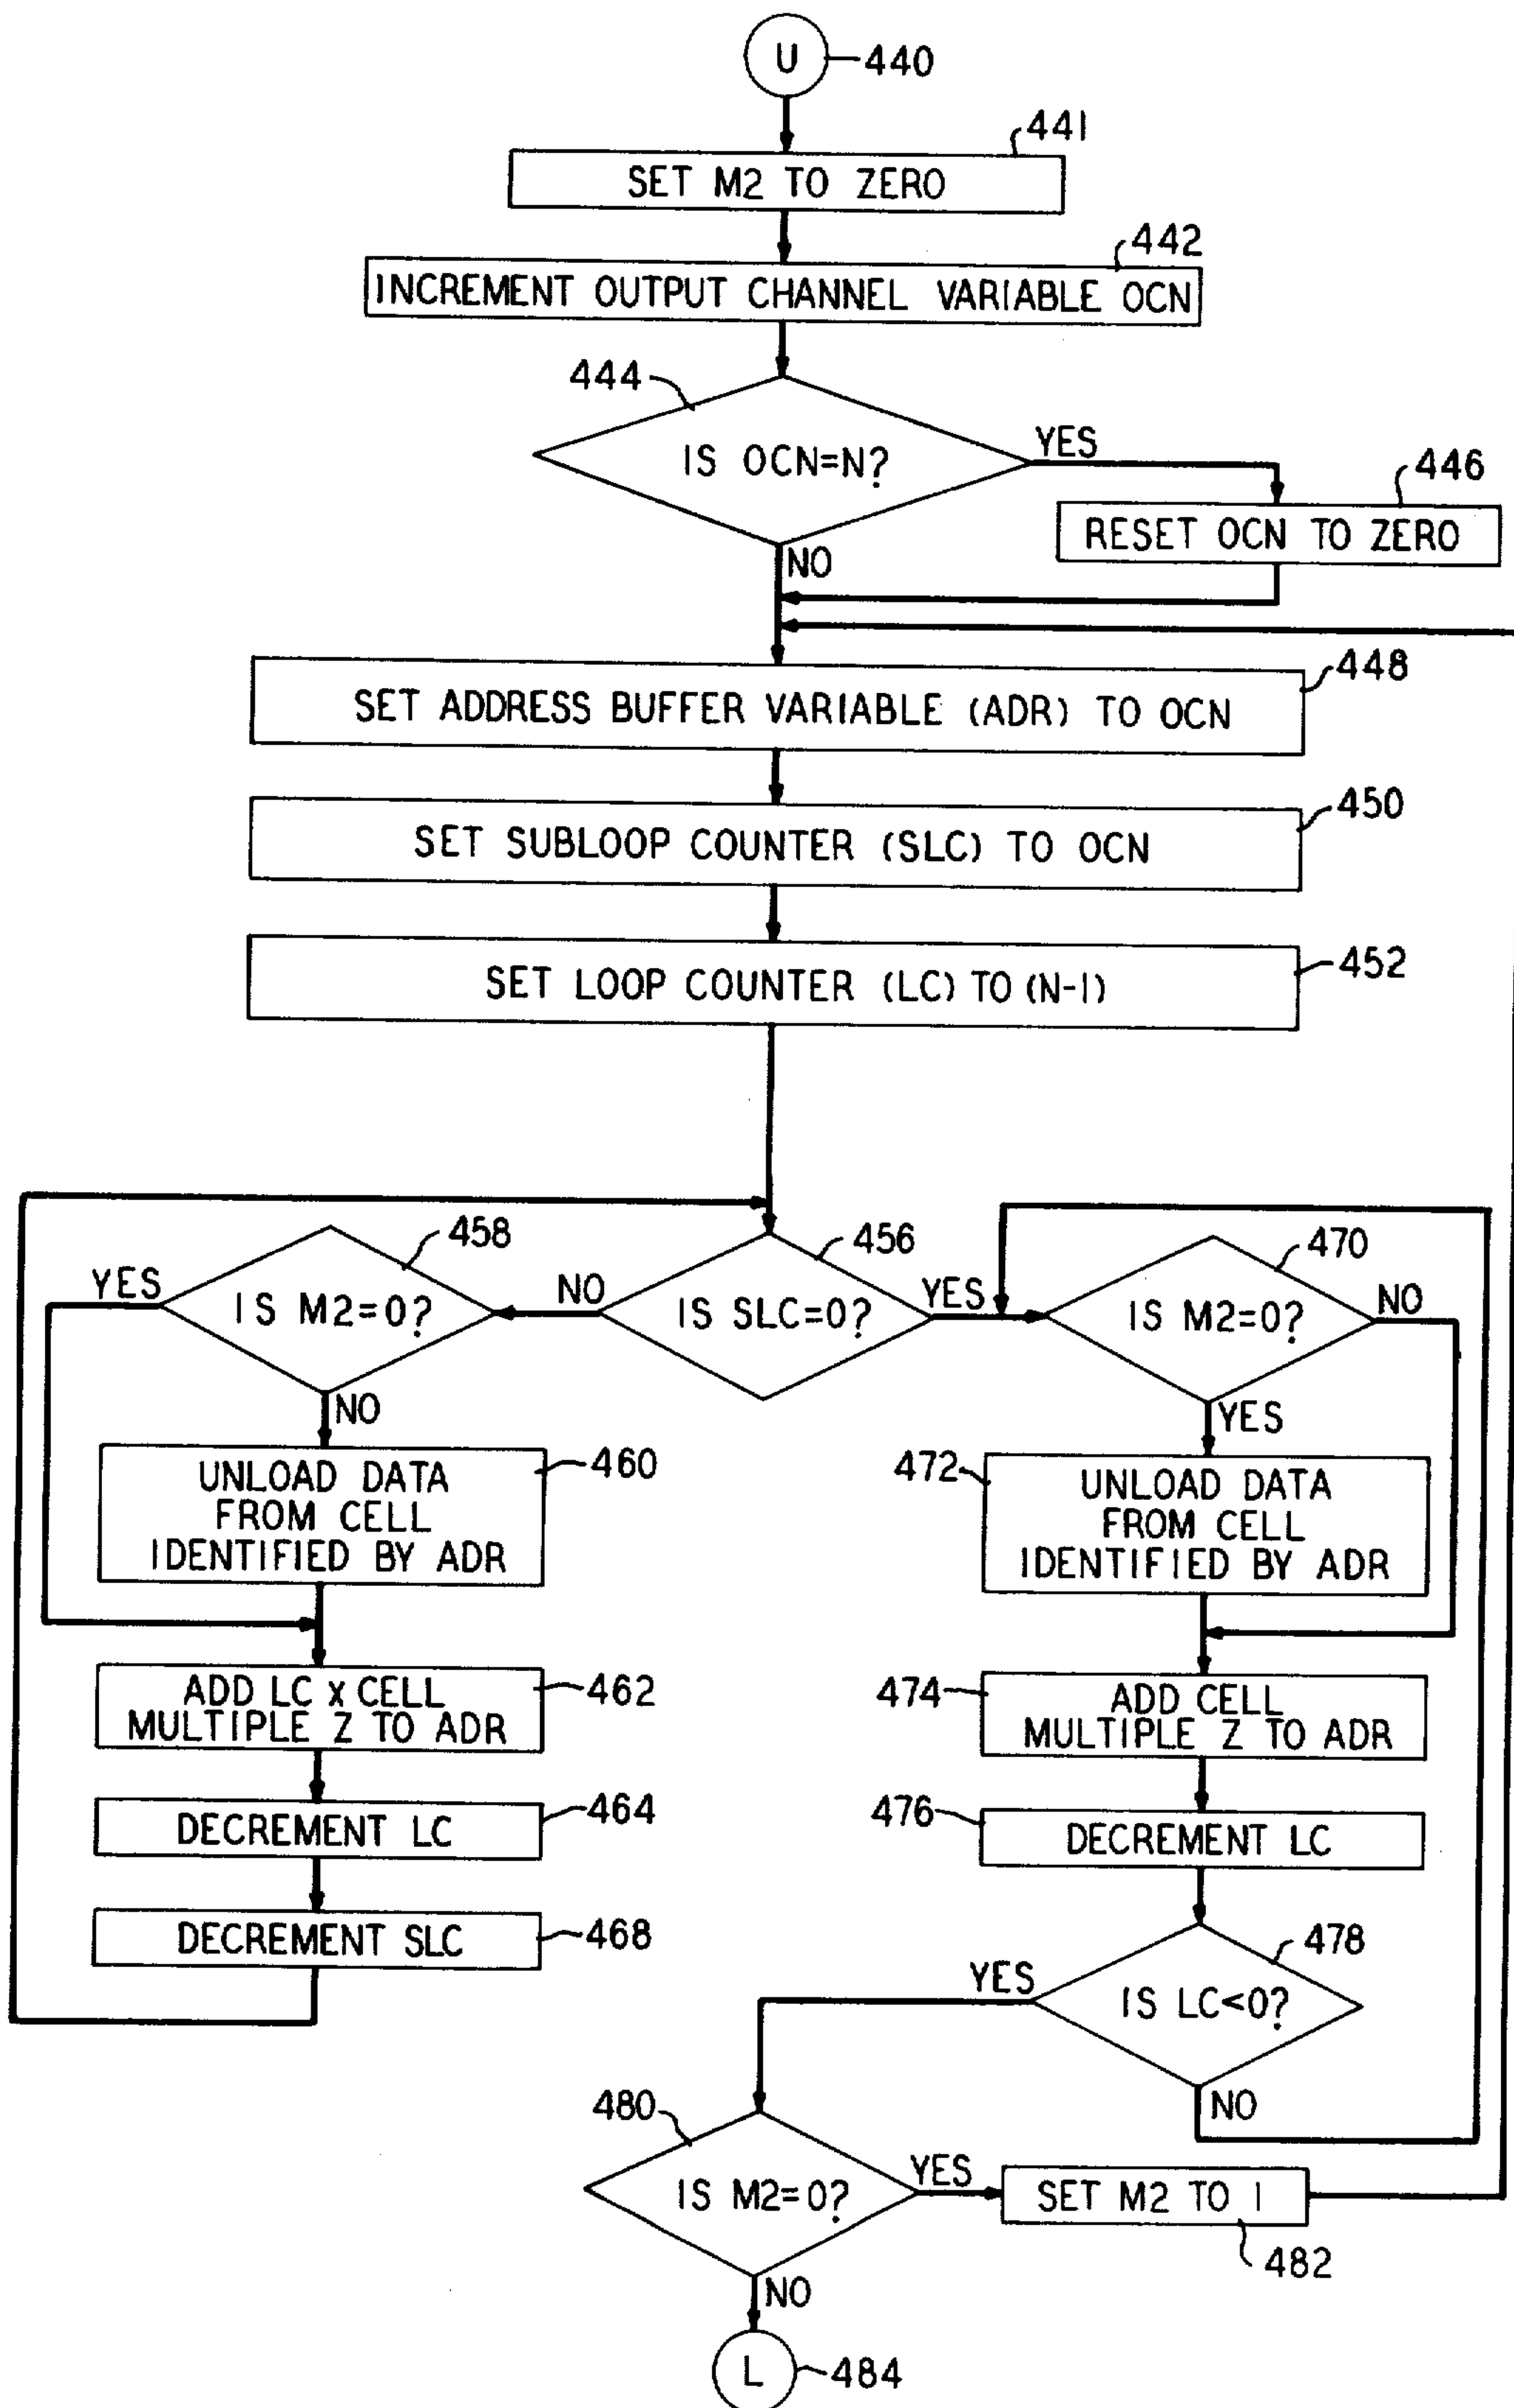 U
440
441
SET M2 TO ZERO
442
INCREMENT OUTPUT CHANNEL VARIABLE OCN
444
IS OCN=N?
YES
446
RESET OCN TO ZERO
NO
448
SET ADDRESS BUFFER VARIABLE (ADR) TO OCN
450
SET SUBLOOP COUNTER (SLC) TO OCN
452
SET LOOP COUNTER (LC) TO (N-1)
458
YES
IS M2=0?
NO
456
NO
IS SLC=0?
YES
470
IS M2=0?
NO
YES
460
UNLOAD DATA
FROM CELL
IDENTIFIED BY ADR
472
UNLOAD DATA
FROM CELL
IDENTIFIED BY ADR
462
ADD LC X CELL
MULTIPLE Z TO ADR
474
ADD CELL
MULTIPLE Z TO ADR
464
DECREMENT LC
476
DECREMENT LC
468
DECREMENT SLC
478
YES
IS LC<0?
NO
480
IS M2=0?
YES
SET M2 TO 1
482
NO
L
484